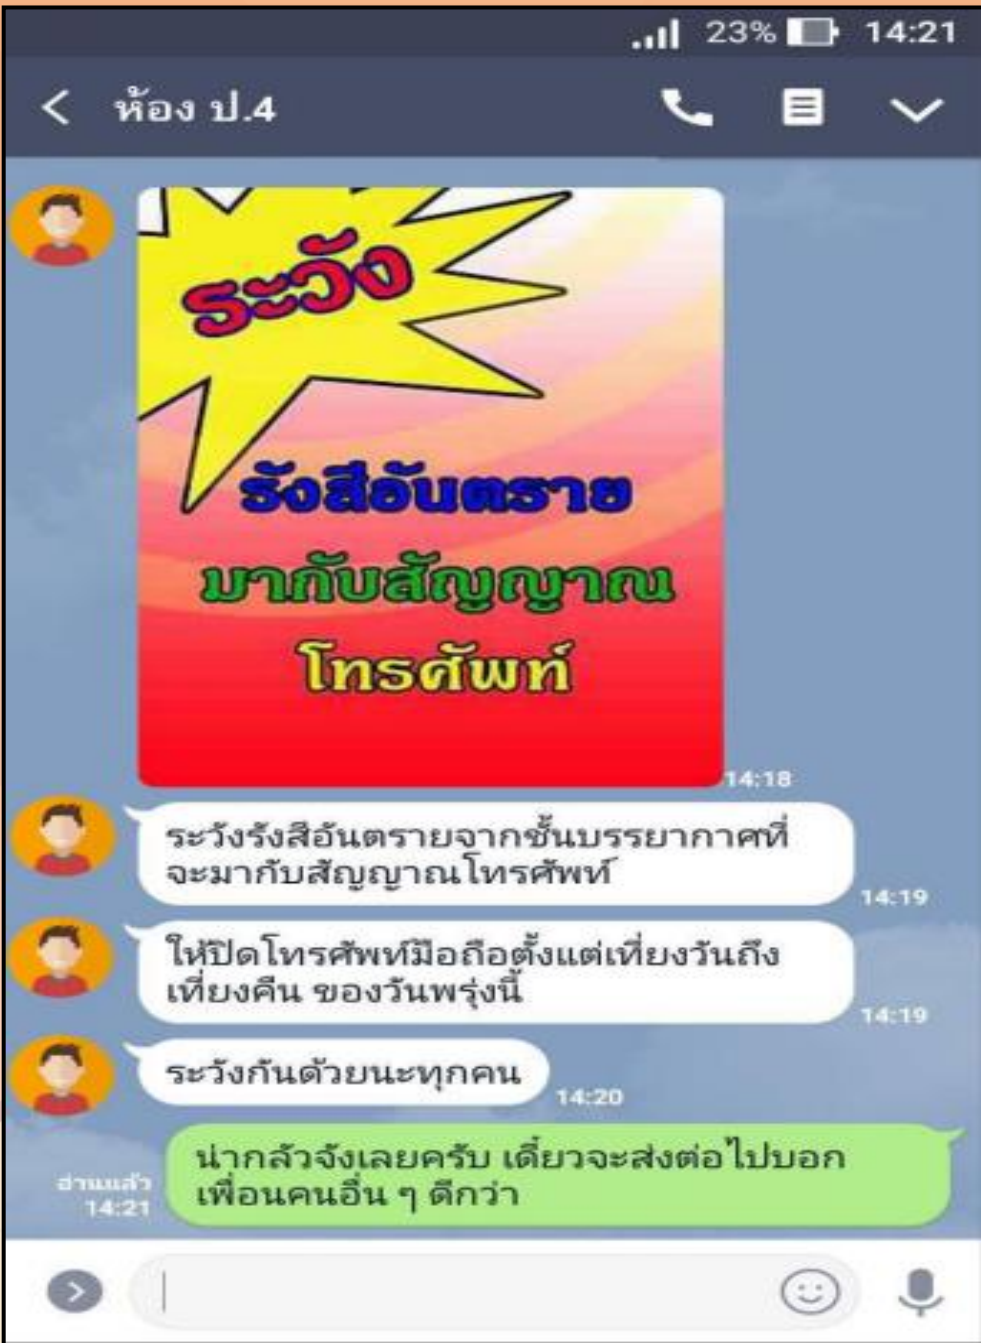 23% 14:21
ห้อง ป.4
ระวัง
รังสีอันตราย
มากับสัญญาณ
โทรศัพท์
14:18
ระวังรังสีอันตรายจากชั้นบรรยากาศที่
จะมากับสัญญาณโทรศัพท์
14:19
ให้ปิดโทรศัพท์มือถือตั้งแต่เที่ยงวันถึง
เที่ยงคืน ของวันพรุ่งนี้
14:19
ระวังกันด้วยนะทุกคน
14:20
น่ากลัวจังเลยครับ เดี๋ยวจะส่งต่อไปบอก
เพื่อนคนอื่น ๆ ดีกว่า
อ่านแล้ว
14:21